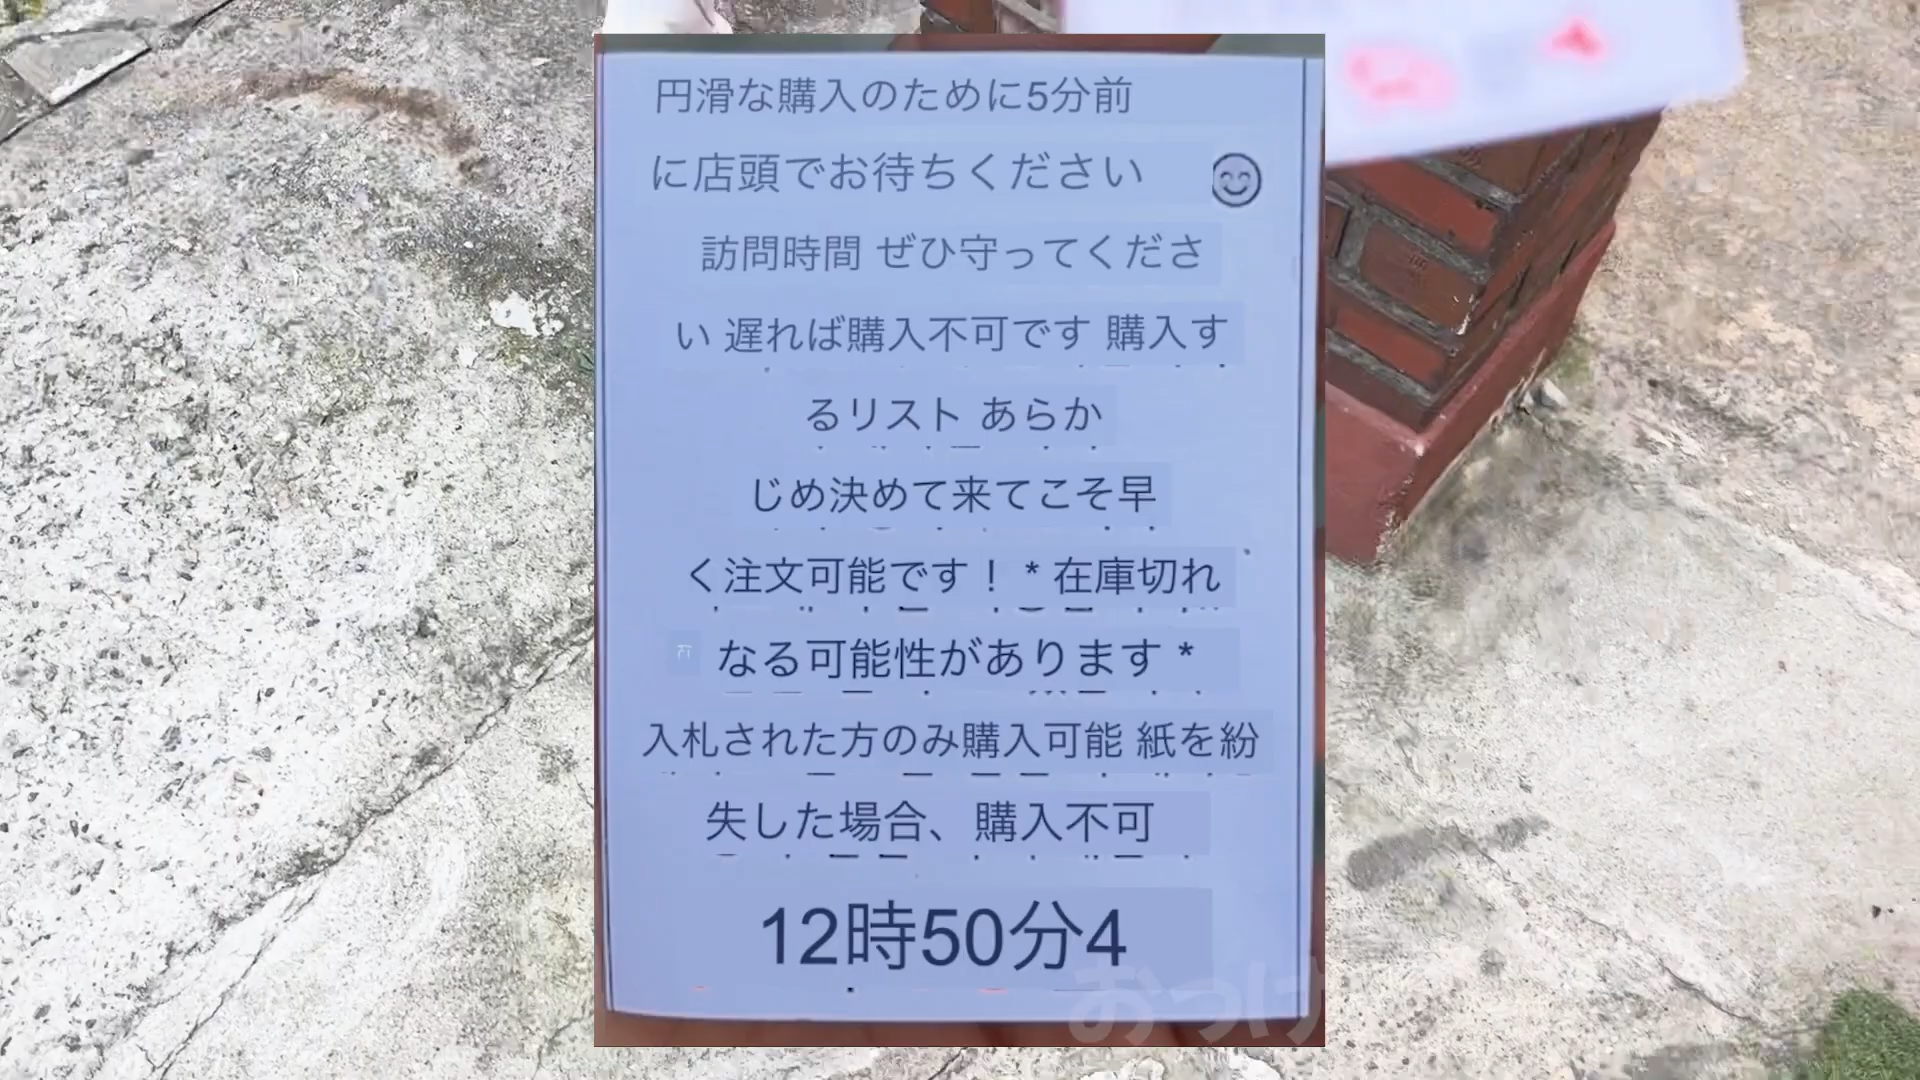 円滑な購入のために5分前
に店頭でお待ちください
訪問時間 ぜひ守ってくださ
い 遅れば購入不可です 購入す
るリスト あらか
じめ決めて来てこそ早
く注文可能です！ * 在庫切れ
なる可能性があります *
入札された方のみ購入可能 紙を紛
失した場合、購入不可
12時50分4
おっけ